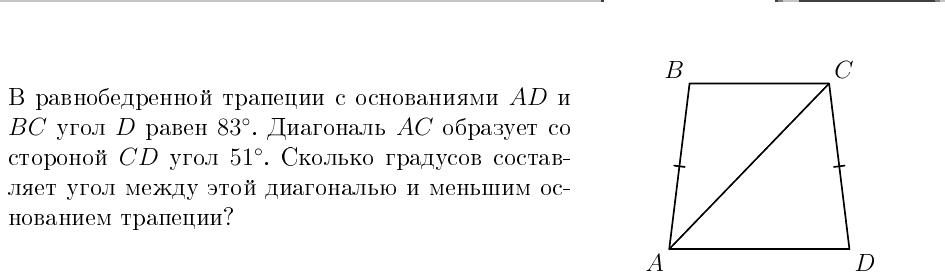 В равнобедренной трапеции с основаниями AD и
BC угол D равен 83°. Диагональ AC образует со
стороной CD угол 51°. Сколько градусов состав-
ляет угол между этой диагональю и меньшим ос-
нованием трапеции?
B C
A D